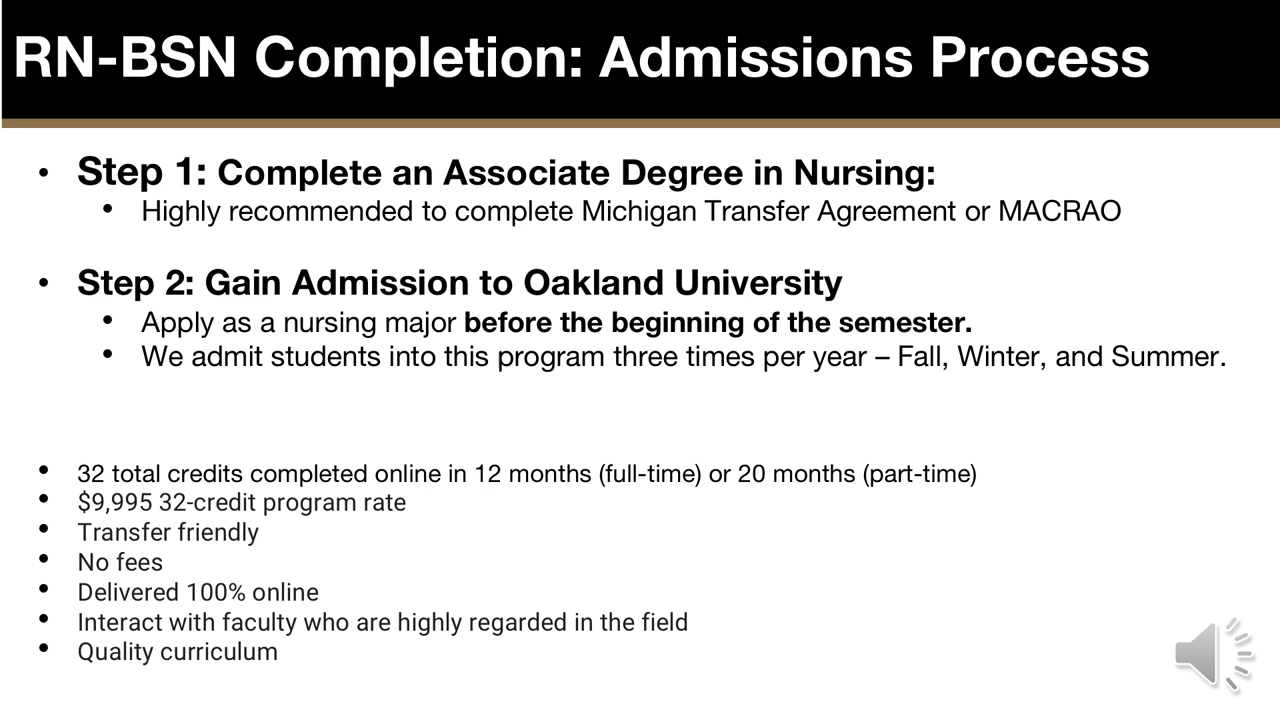 RN-BSN Completion: Admissions Process
• Step 1: Complete an Associate Degree in Nursing:
• Highly recommended to complete Michigan Transfer Agreement or MACRAO
• Step 2: Gain Admission to Oakland University
• Apply as a nursing major before the beginning of the semester.
• We admit students into this program three times per year – Fall, Winter, and Summer.
• 32 total credits completed online in 12 months (full-time) or 20 months (part-time)
• $9,995 32-credit program rate
• Transfer friendly
• No fees
• Delivered 100% online
• Interact with faculty who are highly regarded in the field
• Quality curriculum